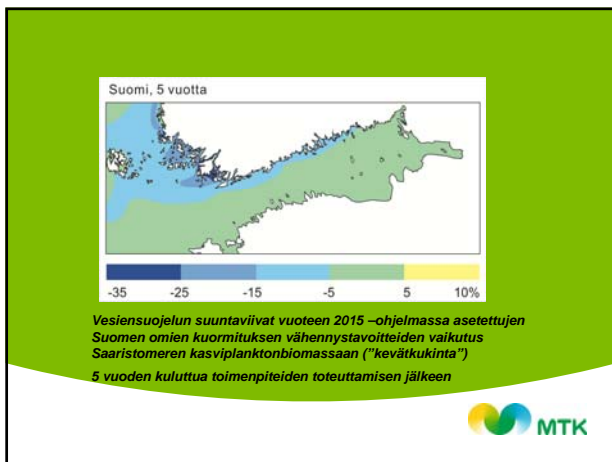 Suomi, 5 vuotta
-35 -25 -15 -5 5 10%
Vesiensuojelun suuntaviivat vuoteen 2015 –ohjelmassa asetettujen
Suomen omien kuormituksen vähennystavoitteiden vaikutus
Saaristomeren kasviplanktonbiomassaan ("kevätkukinta")
5 vuoden kuluttua toimenpiteiden toteuttamisen jälkeen
MTK